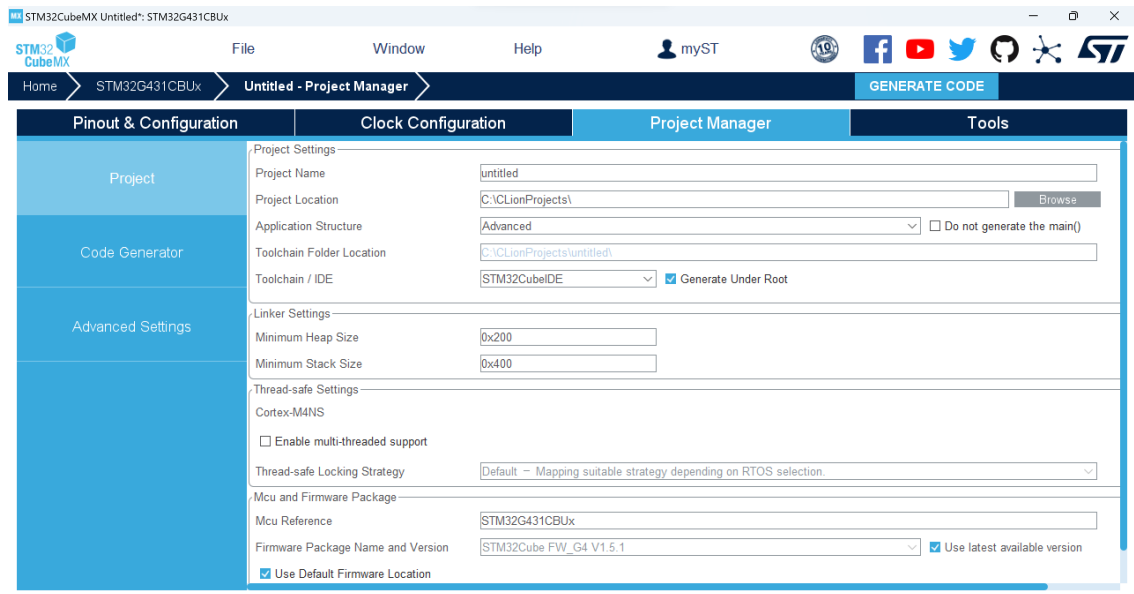 MX STM32CubeMX Untitled*: STM32G431CBUx
STM32 CubeMX
File Window Help myST 10 ST
Home STM32G431CBUx Untitled - Project Manager GENERATE CODE
Pinout & Configuration Clock Configuration Project Manager Tools
Project
Code Generator
Advanced Settings
Project Settings
Project Name untitled
Project Location C:\CLionProjects\ Browse
Application Structure Advanced Do not generate the main()
Toolchain Folder Location C:\CLionProjects\untitled\
Toolchain / IDE STM32CubeIDE Generate Under Root
Linker Settings
Minimum Heap Size 0x200
Minimum Stack Size 0x400
Thread-safe Settings
Cortex-M4NS
Enable multi-threaded support
Thread-safe Locking Strategy Default - Mapping suitable strategy depending on RTOS selection.
Mcu and Firmware Package
Mcu Reference STM32G431CBUx
Firmware Package Name and Version STM32Cube FW_G4 V1.5.1 Use latest available version
Use Default Firmware Location